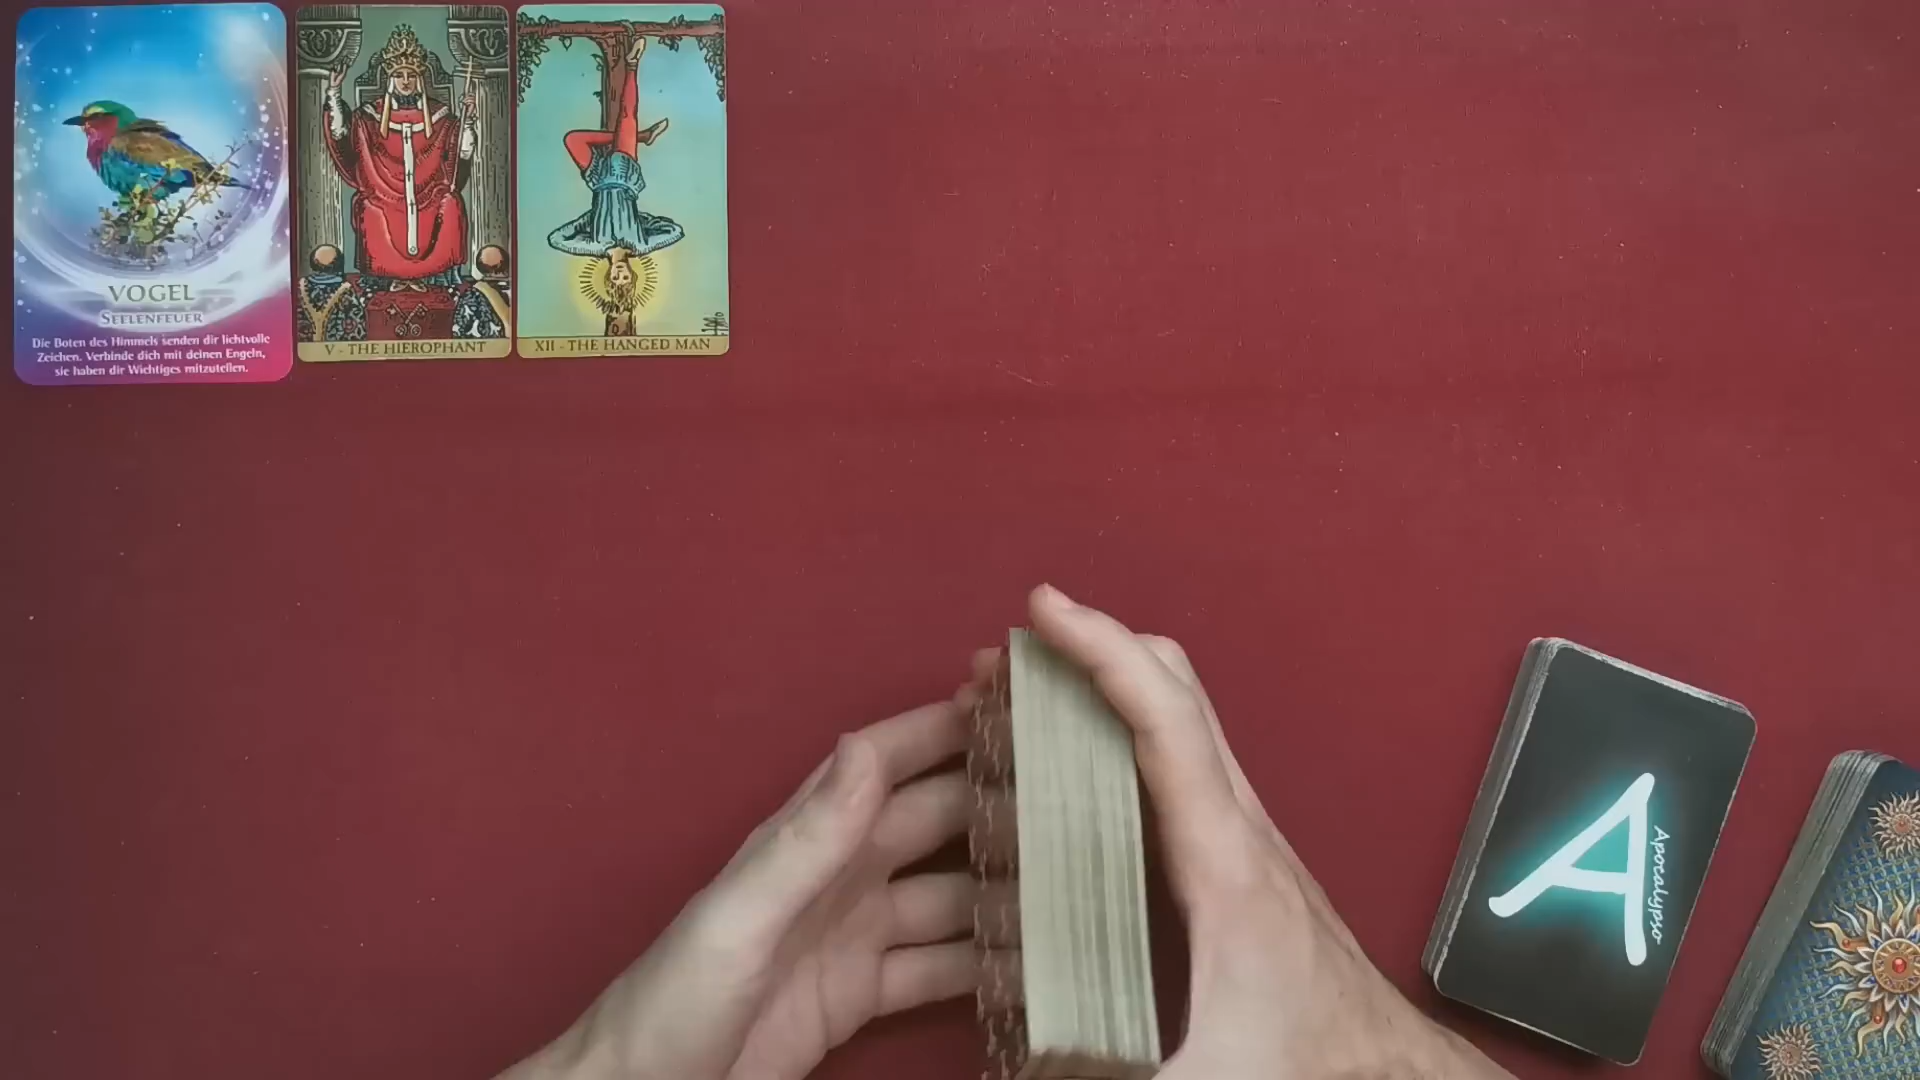 VOGEL
SEELENFEUER
Die Boten des Himmels senden dir lichtvolle
Zeichen. Verbinde dich mit deinen Engeln,
sie haben dir Wichtiges mitzuteilen.
V - THE HIEROPHANT
XII - THE HANGED MAN
A
Apocalypso